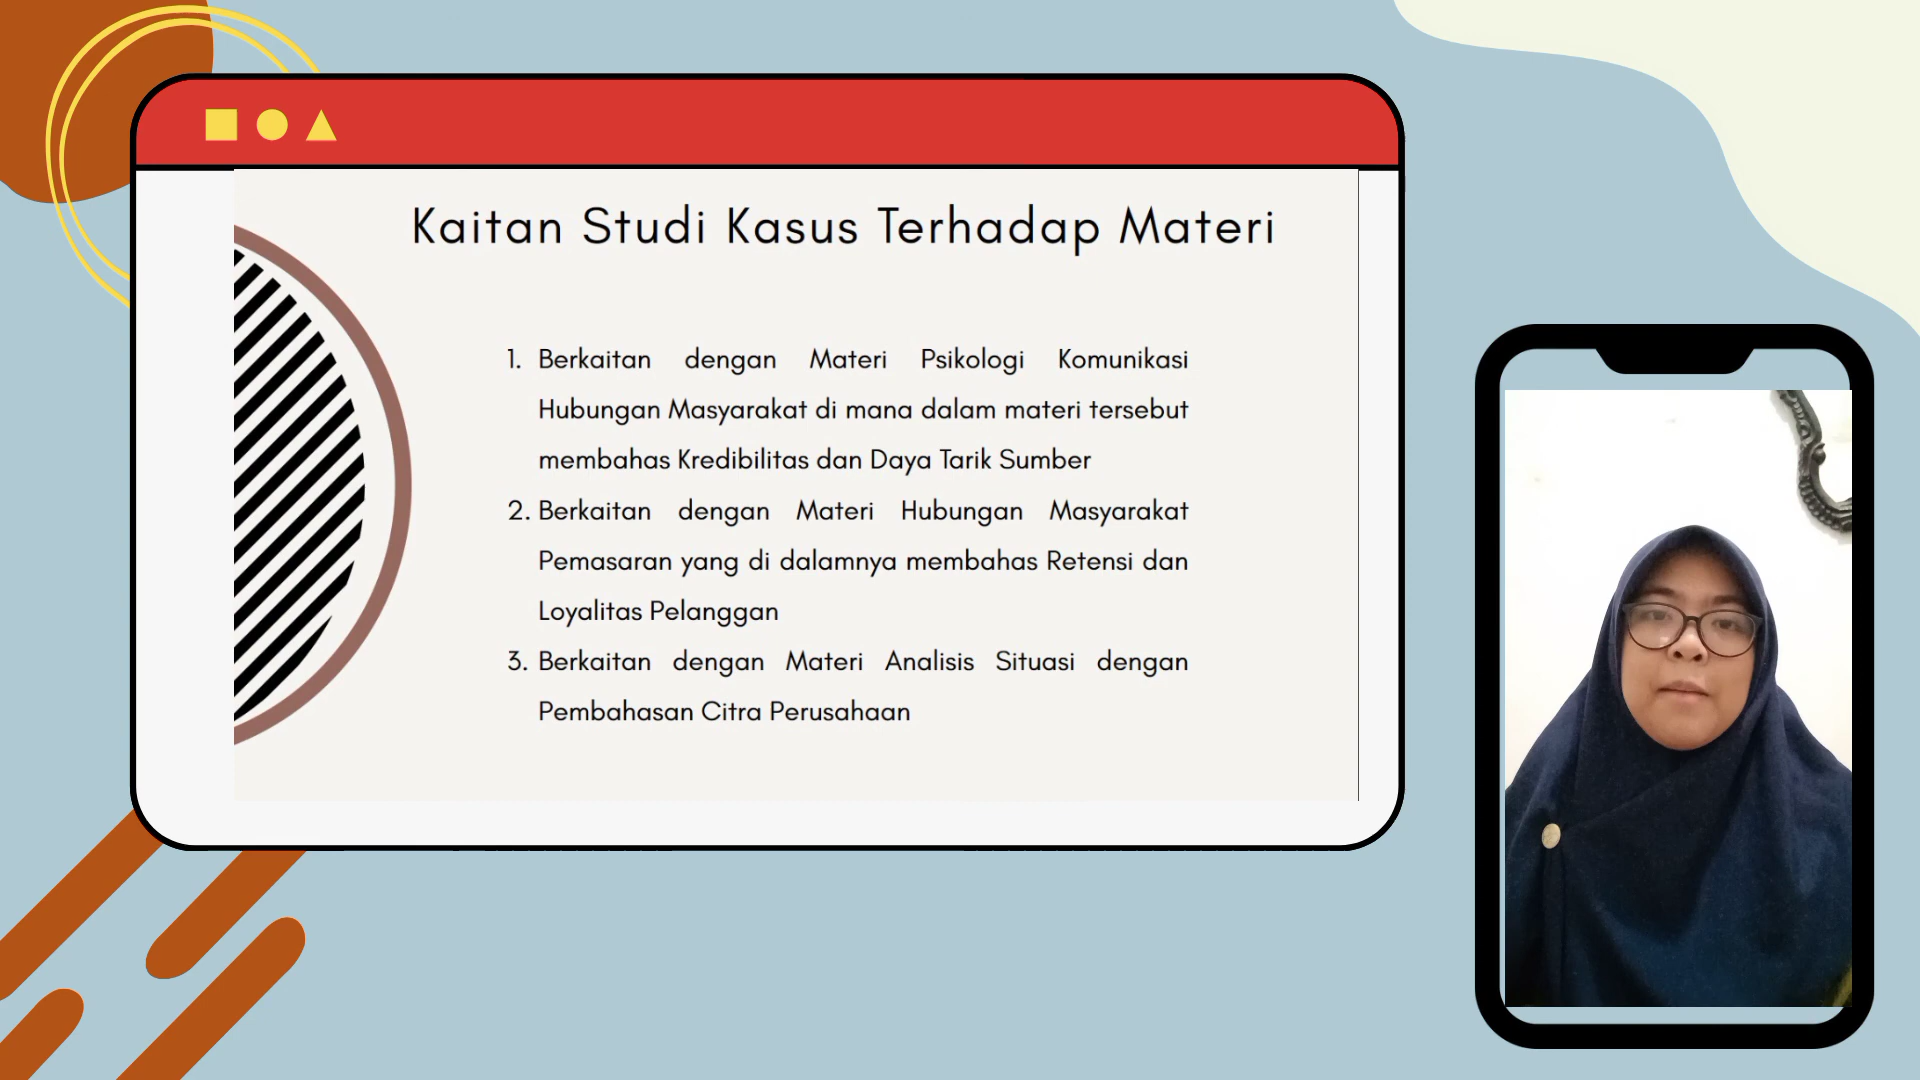 Kaitan Studi Kasus Terhadap Materi
1. Berkaitan dengan Materi Psikologi Komunikasi
Hubungan Masyarakat di mana dalam materi tersebut
membahas Kredibilitas dan Daya Tarik Sumber
2. Berkaitan dengan Materi Hubungan Masyarakat
Pemasaran yang di dalamnya membahas Retensi dan
Loyalitas Pelanggan
3. Berkaitan dengan Materi Analisis Situasi dengan
Pembahasan Citra Perusahaan